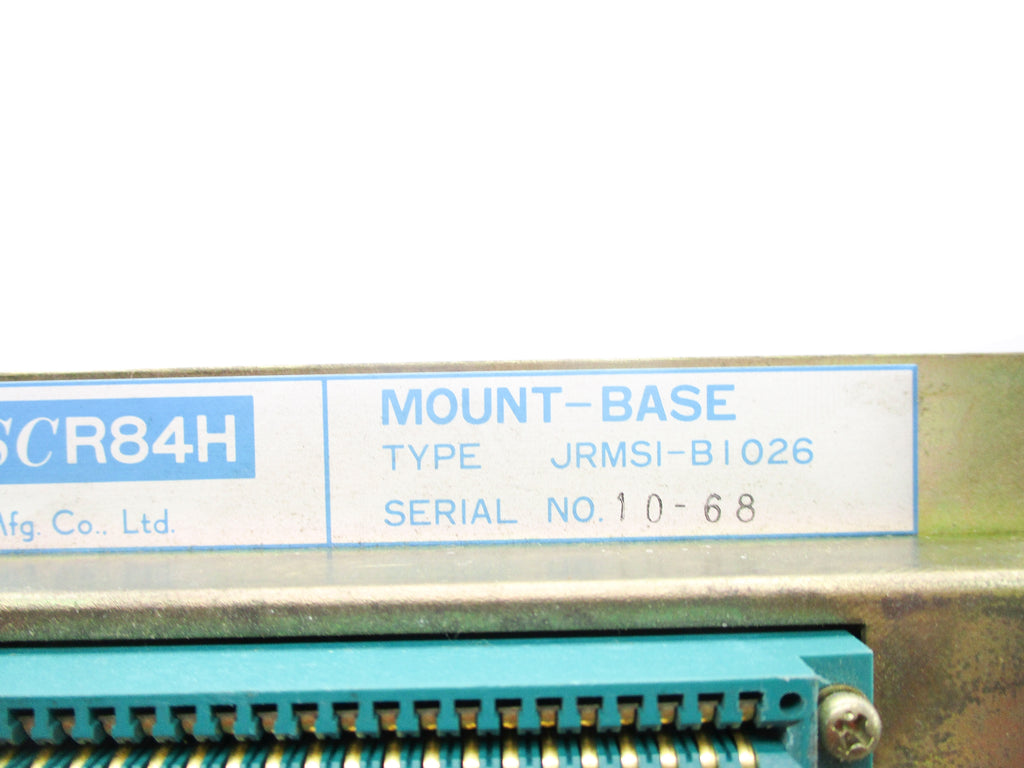 SCR84H
Mfg. Co., Ltd.
MOUNT-BASE
TYPE JRMSI-B1026
SERIAL NO. 10-68